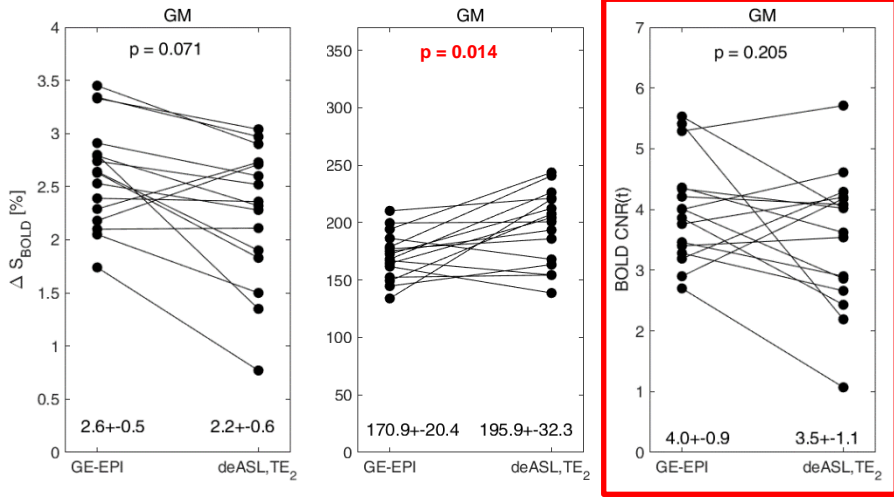 GM
p = 0.071
Δ S_BOLD [%]
4
3.5
3
2.5
2
1.5
1
0.5
0
2.6+-0.5
2.2+-0.6
GE-EPI
deASL,TE_2
GM
p = 0.014
350
300
250
200
150
100
50
0
170.9+-20.4
195.9+-32.3
GE-EPI
deASL,TE_2
GM
p = 0.205
BOLD CNR(t)
7
6
5
4
3
2
1
0
4.0+-0.9
3.5+-1.1
GE-EPI
deASL,TE_2